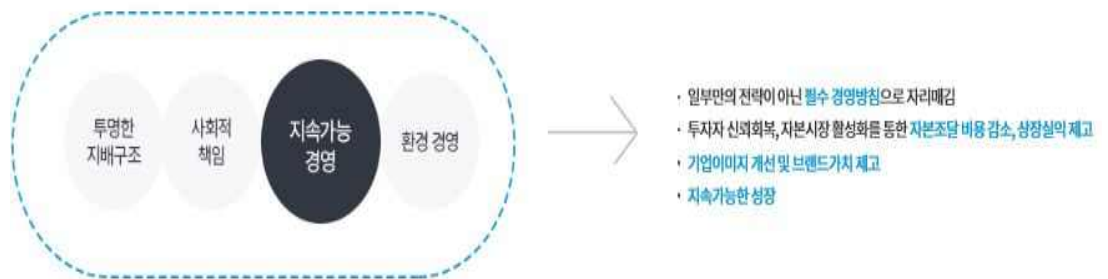 투명한
지배구조
사회적
책임
지속가능
경영
환경 경영
· 일부만의 전략이 아닌 필수 경영방침으로 자리매김
· 투자자 신뢰회복, 자본시장 활성화를 통한 자본조달 비용 감소, 상장실익 제고
· 기업이미지 개선 및 브랜드가치 제고
· 지속가능한 성장